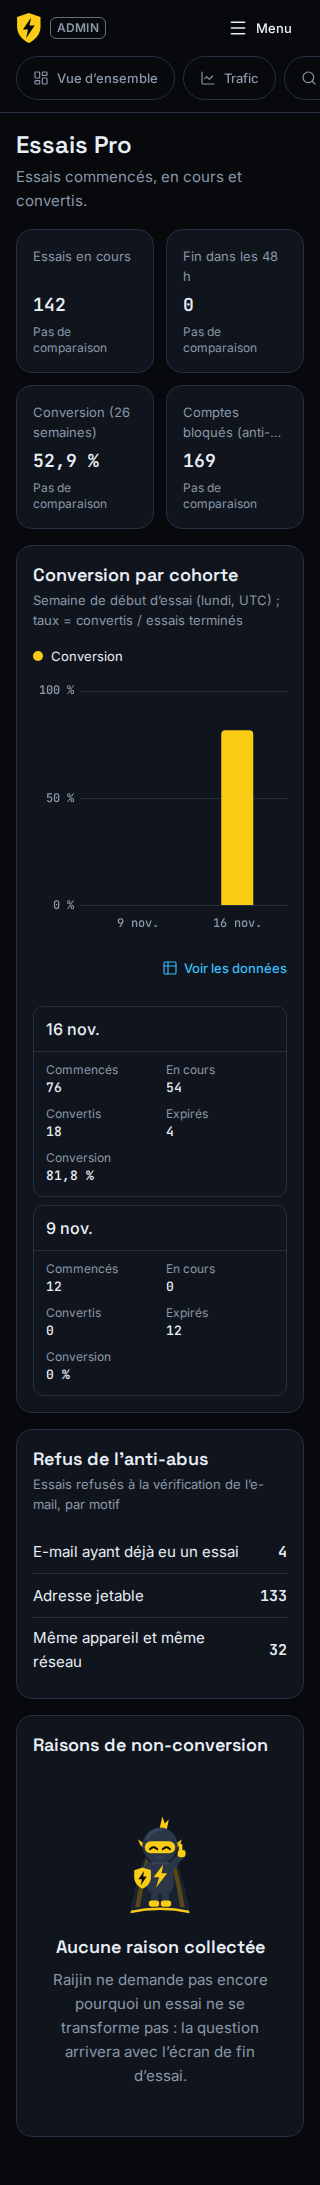 ADMIN
Menu
Vue d’ensemble
Trafic
Essais Pro
Essais commencés, en cours et
convertis.
Essais en cours
142
Pas de
comparaison
Fin dans les 48
h
0
Pas de
comparaison
Conversion (26
semaines)
52,9 %
Pas de
comparaison
Comptes
bloqués (anti-…
169
Pas de
comparaison
Conversion par cohorte
Semaine de début d’essai (lundi, UTC) ;
taux = convertis / essais terminés
Conversion
100 %
50 %
0 %
9 nov.
16 nov.
Voir les données
16 nov.
Commencés
76
En cours
54
Convertis
18
Expirés
4
Conversion
81,8 %
9 nov.
Commencés
12
En cours
0
Convertis
0
Expirés
12
Conversion
0 %
Refus de l’anti-abus
Essais refusés à la vérification de l’e-
mail, par motif
E-mail ayant déjà eu un essai 4
Adresse jetable 133
Même appareil et même
réseau 32
Raisons de non-conversion
Aucune raison collectée
Raijin ne demande pas encore
pourquoi un essai ne se
transforme pas : la question
arrivera avec l’écran de fin
d’essai.